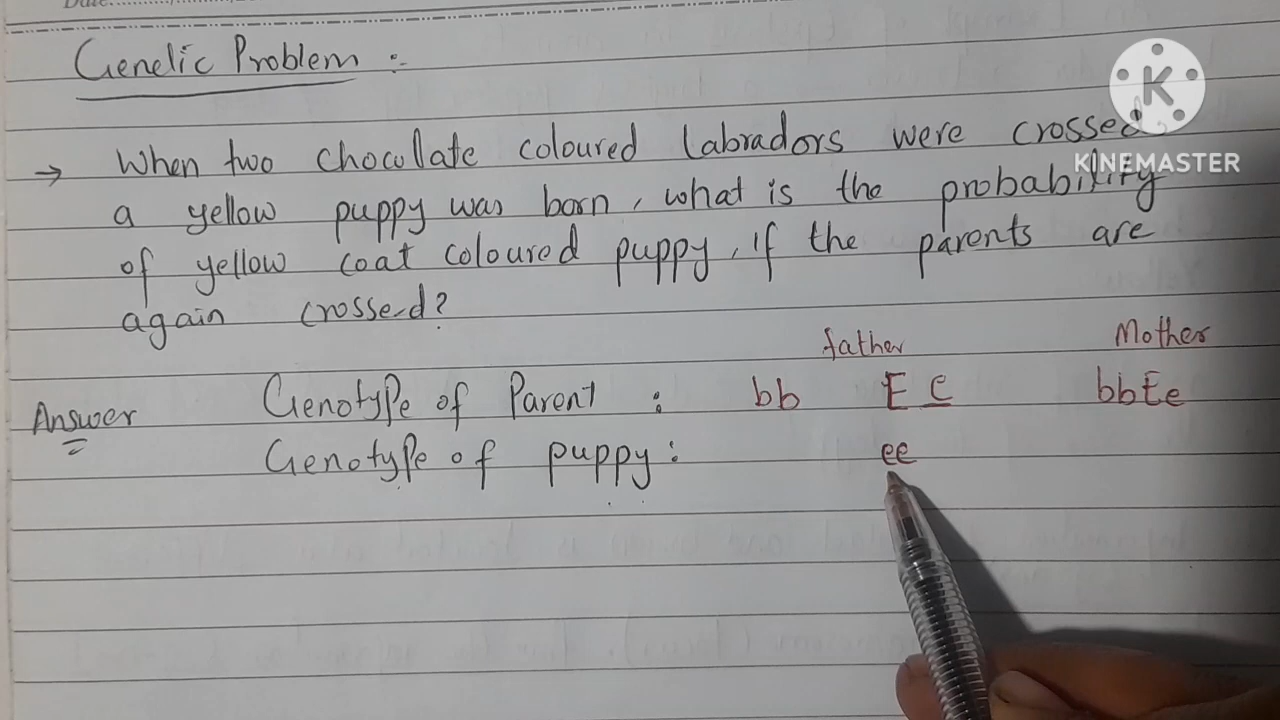 Date:
Genetic Problem :-
K
KINEMASTER
→ When two chocolate coloured labradors were crossed,
a yellow puppy was born, what is the probability
of yellow coat coloured puppy, if the parents are
again crossed?
father Mother
Answer Genotype of Parent : bb E e bbEe
Genotype of puppy: ee